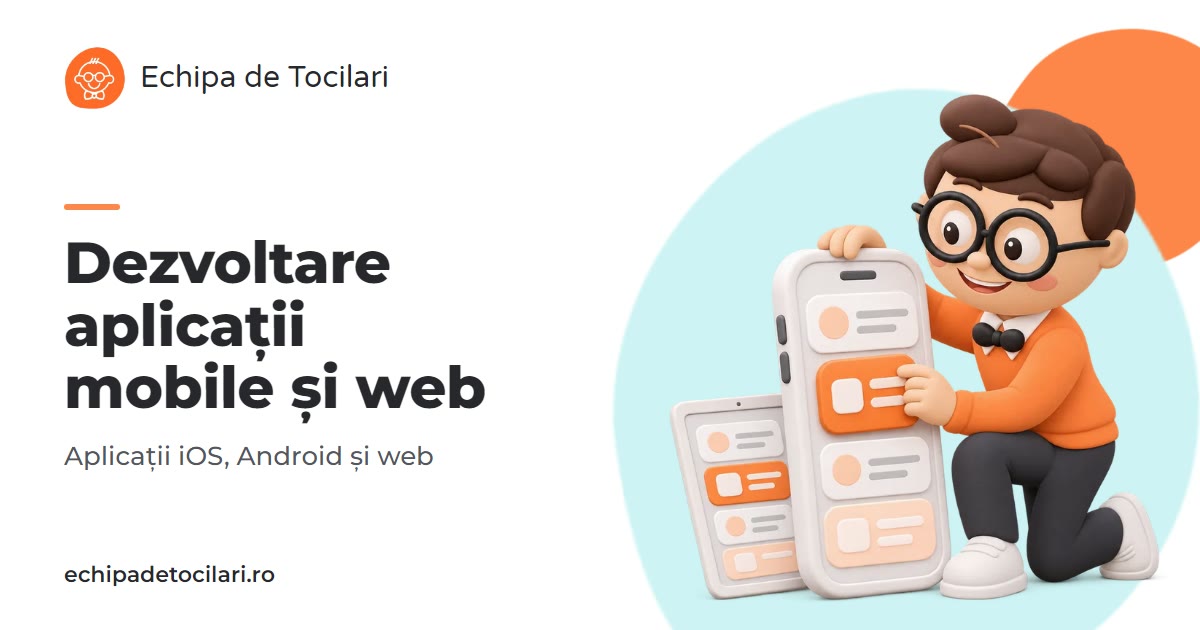 Echipa de Tocilari
Dezvoltare
aplicații
mobile și web
Aplicații iOS, Android și web
echipadetocilari.ro